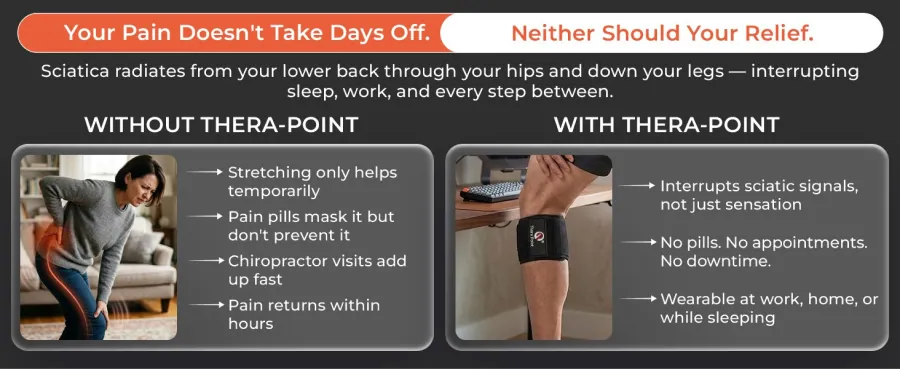 Your Pain Doesn't Take Days Off.
Neither Should Your Relief.
Sciatica radiates from your lower back through your hips and down your legs — interrupting
sleep, work, and every step between.
WITHOUT THERA-POINT
Stretching only helps
temporarily
Pain pills mask it but
don't prevent it
Chiropractor visits add
up fast
Pain returns within
hours
WITH THERA-POINT
Interrupts sciatic signals,
not just sensation
No pills. No appointments.
No downtime.
Wearable at work, home, or
while sleeping